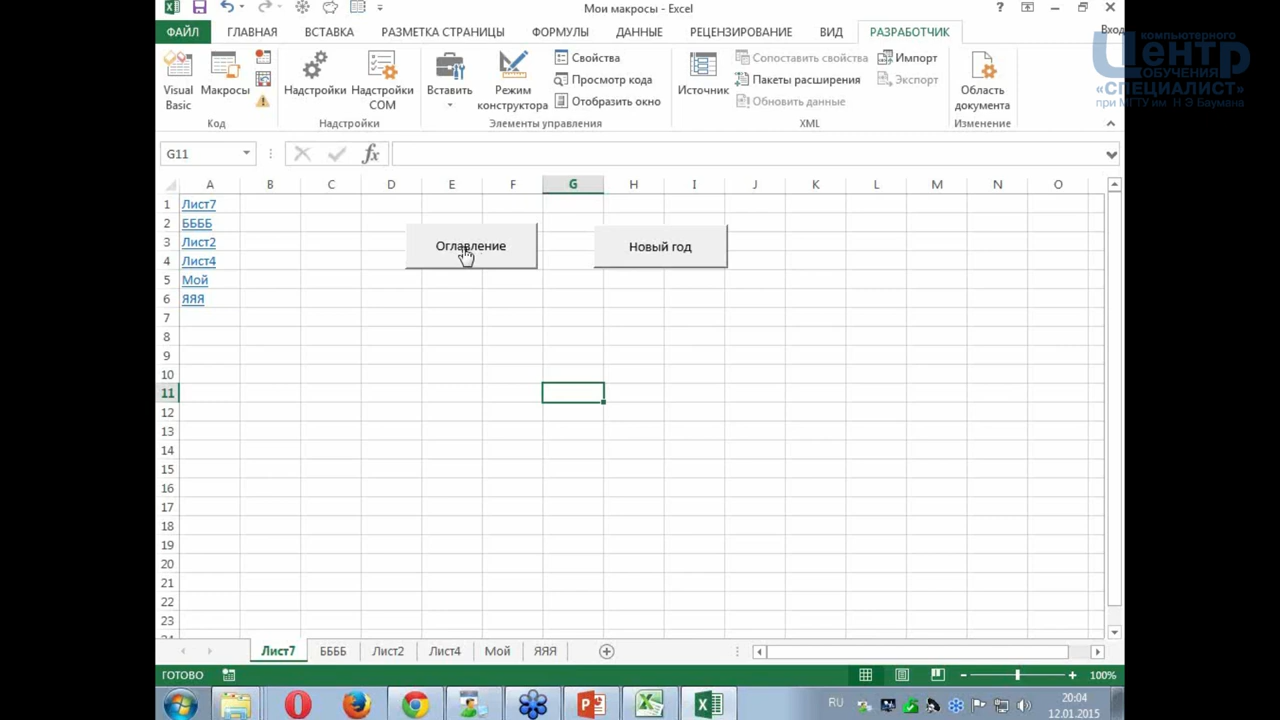 Мои макросы - Excel
?
ФАЙЛ ГЛАВНАЯ ВСТАВКА РАЗМЕТКА СТРАНИЦЫ ФОРМУЛЫ ДАННЫЕ РЕЦЕНЗИРОВАНИЕ ВИД РАЗРАБОТЧИК Вход
компьютерного
Центр
ОБУЧЕНИЯ
«СПЕЦИАЛИСТ»
при МГТУ им. Н.Э.Баумана
Visual Basic
Макросы
Код
Надстройки
Надстройки COM
Надстройки
Вставить
Режим конструктора
Свойства
Просмотр кода
Отобразить окно
Элементы управления
Источник
Сопоставить свойства
Пакеты расширения
Обновить данные
Импорт
Экспорт
XML
Область документа
Изменение
G11
fx
A B C D E F G H I J K L M N O
1 Лист7
2 ББББ
3 Лист2
4 Лист4
5 Мой
6 ЯЯЯ
Оглавление
Новый год
7
8
9
10
11
12
13
14
15
16
17
18
19
20
21
22
23
Лист7 ББББ Лист2 Лист4 Мой ЯЯЯ
ГОТОВО
100%
RU
20:04
12.01.2015